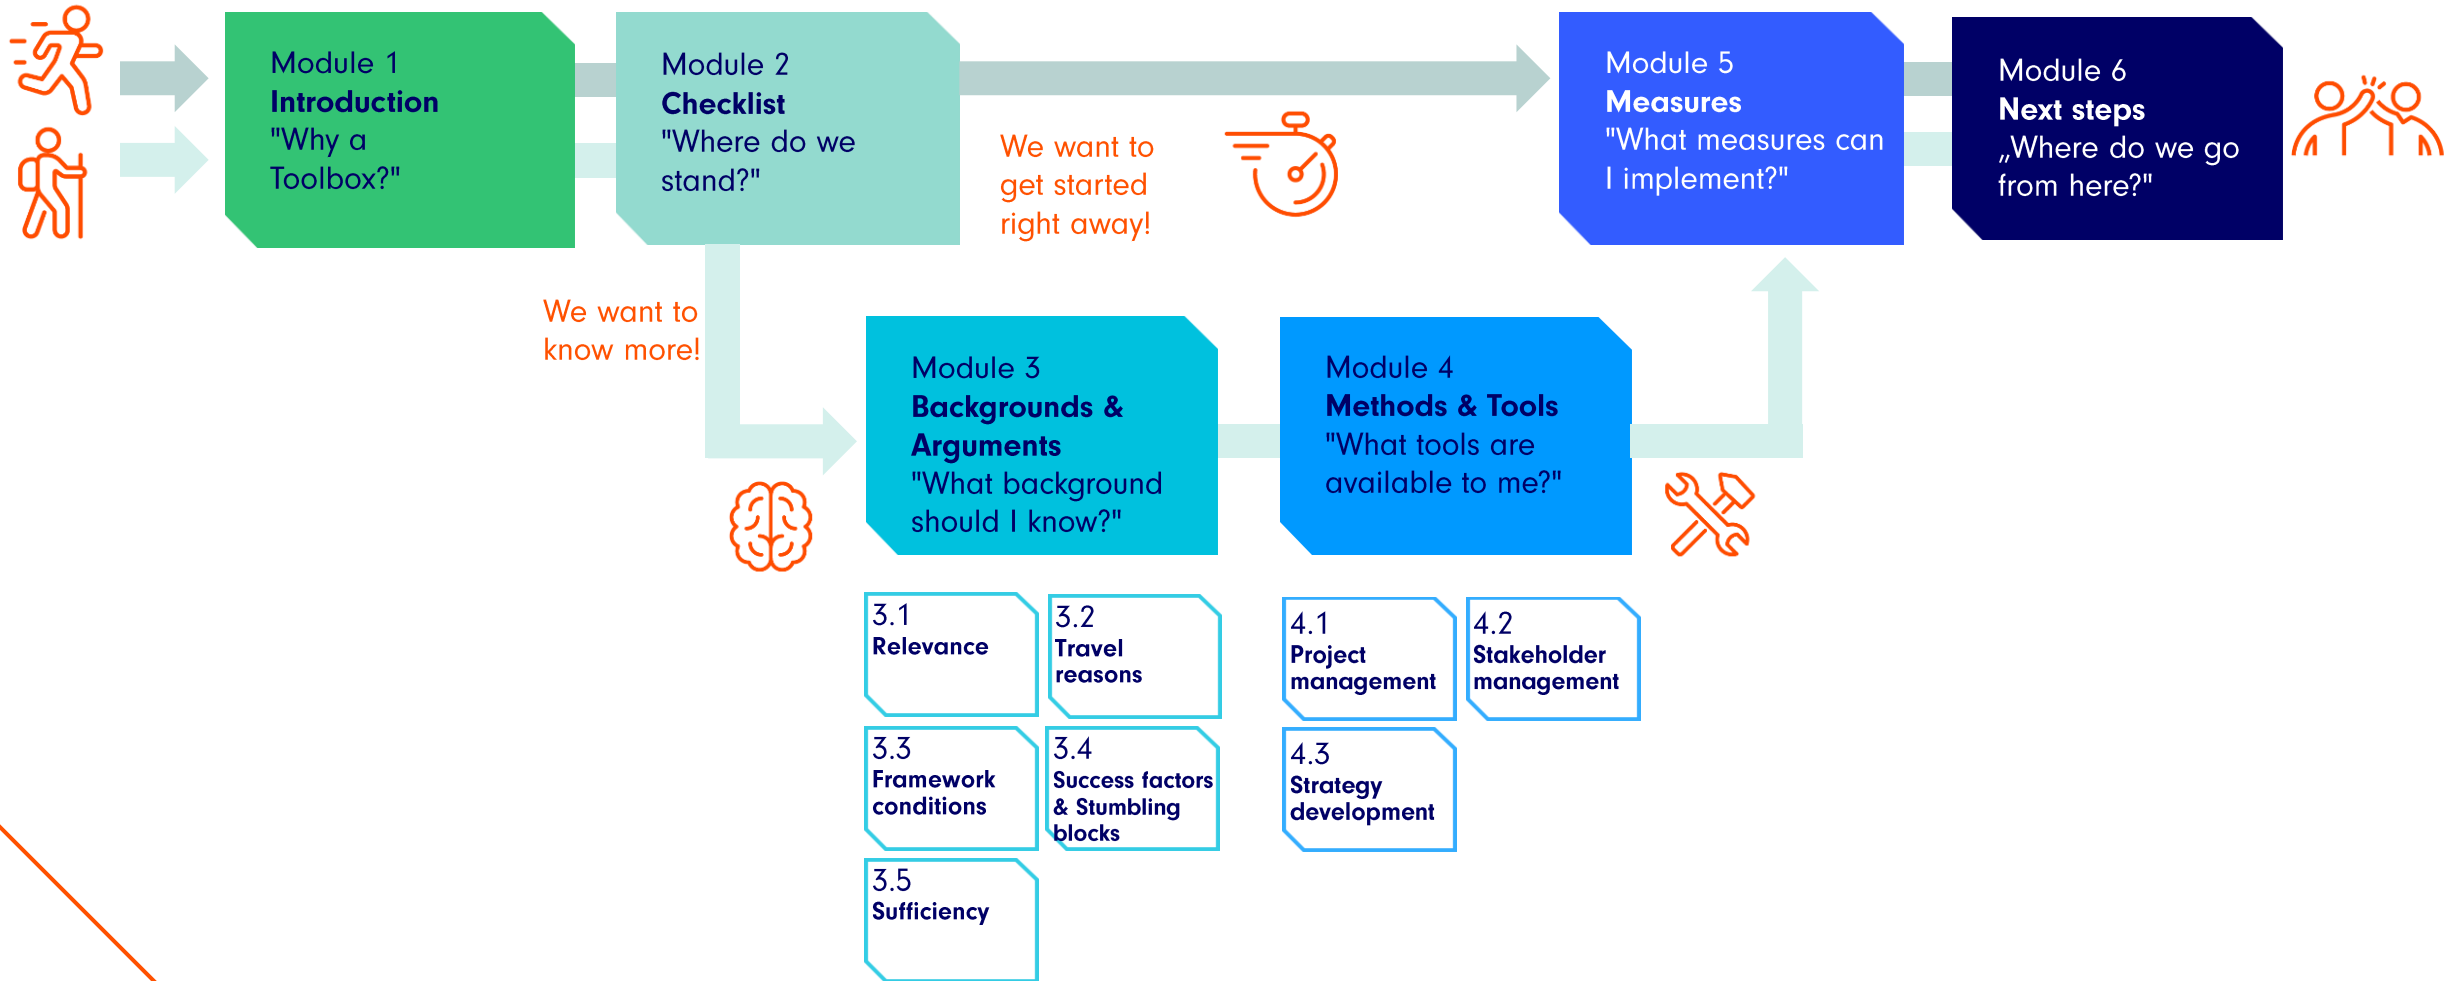 Module 1
Introduction
"Why a
Toolbox?"
Module 2
Checklist
"Where do we
stand?"
We want to
get started
right away!
Module 5
Measures
"What measures can
I implement?"
Module 6
Next steps
„Where do we go
from here?"
We want to
know more!
Module 3
Backgrounds &
Arguments
"What background
should I know?"
Module 4
Methods & Tools
"What tools are
available to me?"
3.1
Relevance
3.2
Travel
reasons
3.3
Framework
conditions
3.4
Success factors
& Stumbling
blocks
3.5
Sufficiency
4.1
Project
management
4.2
Stakeholder
management
4.3
Strategy
development